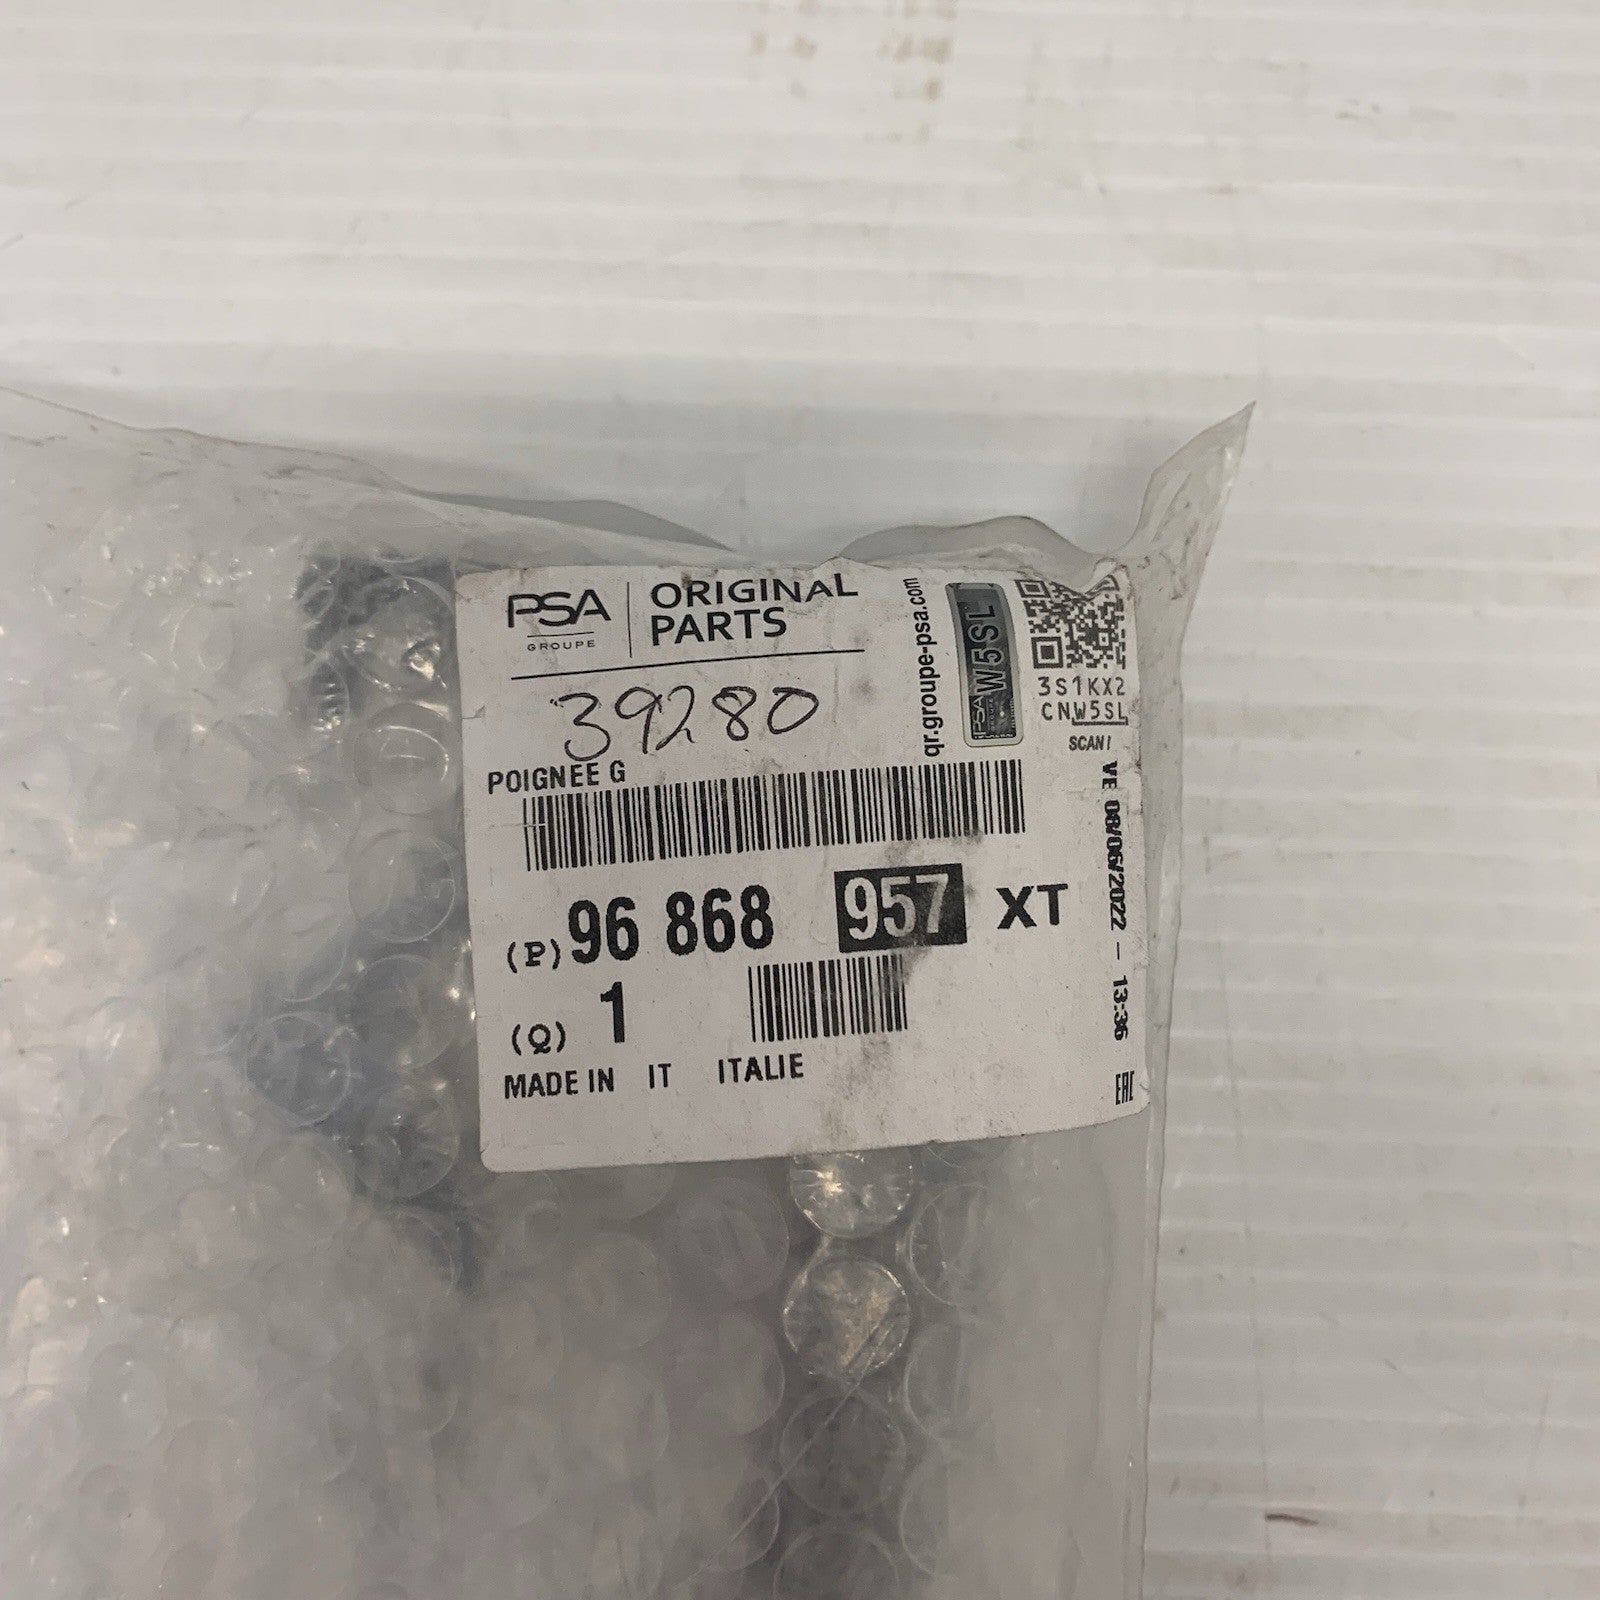 PSA
GROUPE
ORIGINAL
PARTS
39280
POIGNEE G
(P) 96 868 957 XT
(Q) 1
MADE IN IT ITALIE
qr.groupe-psa.com
PSA W5SL
3S1KX2
CNW5SL
SCAN!
VE 08/06/2022 - 13:36
EAC